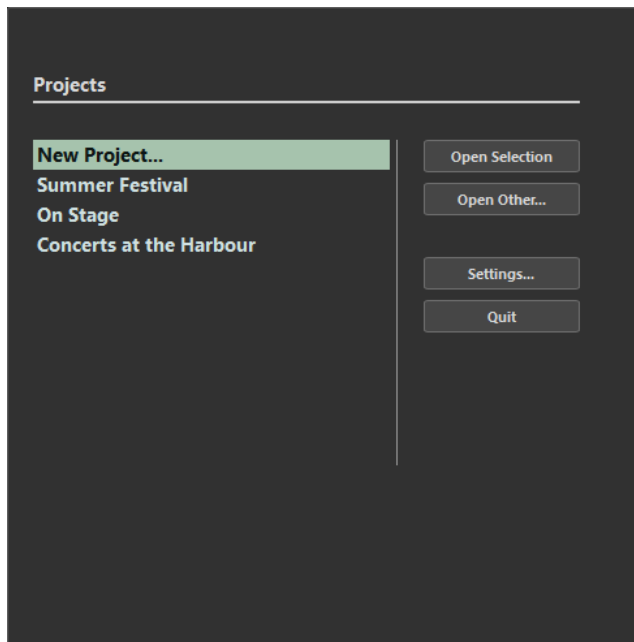 Projects
New Project...
Summer Festival
On Stage
Concerts at the Harbour
Open Selection
Open Other...
Settings...
Quit